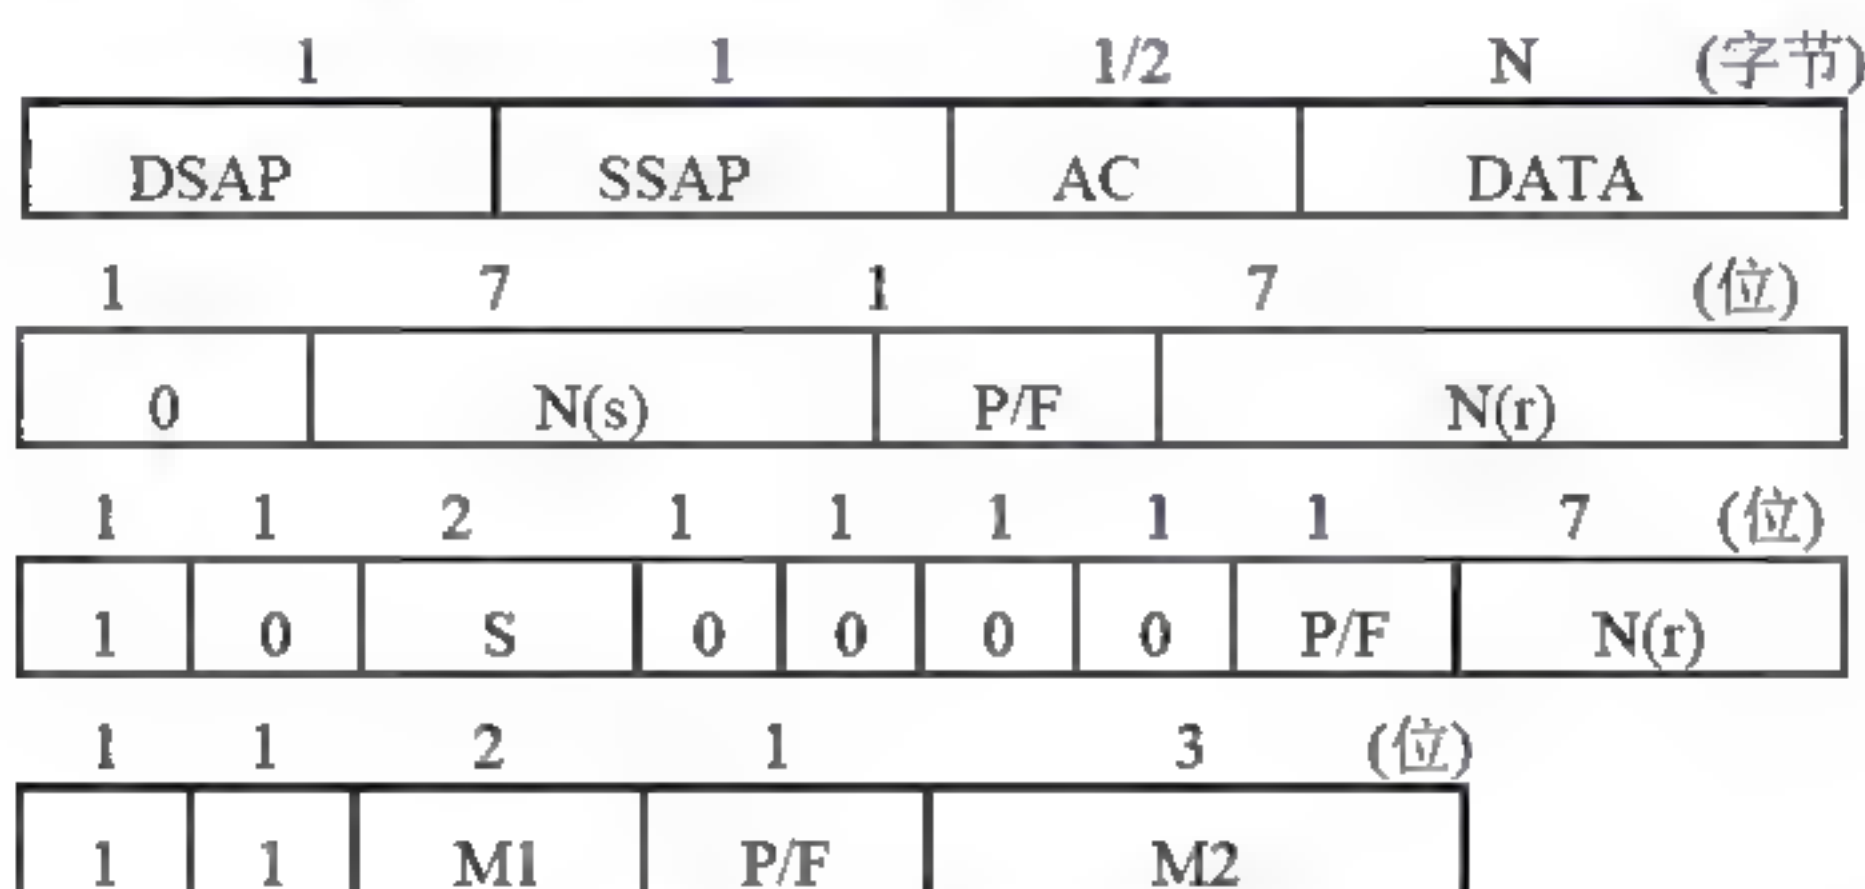 1 1 1/2 N (字节)
DSAP SSAP AC DATA
1 7 1 7 (位)
0 N(s) P/F N(r)
1 1 2 1 1 1 1 1 7 (位)
1 0 S 0 0 0 0 P/F N(r)
1 1 2 1 3 (位)
1 1 M1 P/F M2